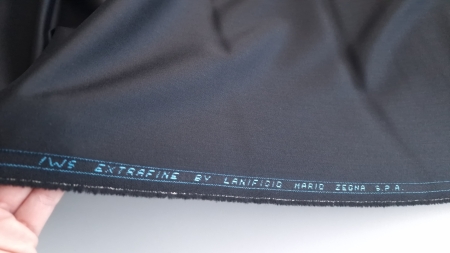 IWS EXTRAFINE BY LANIFICIO MARIO ZEGNA S.P.A.